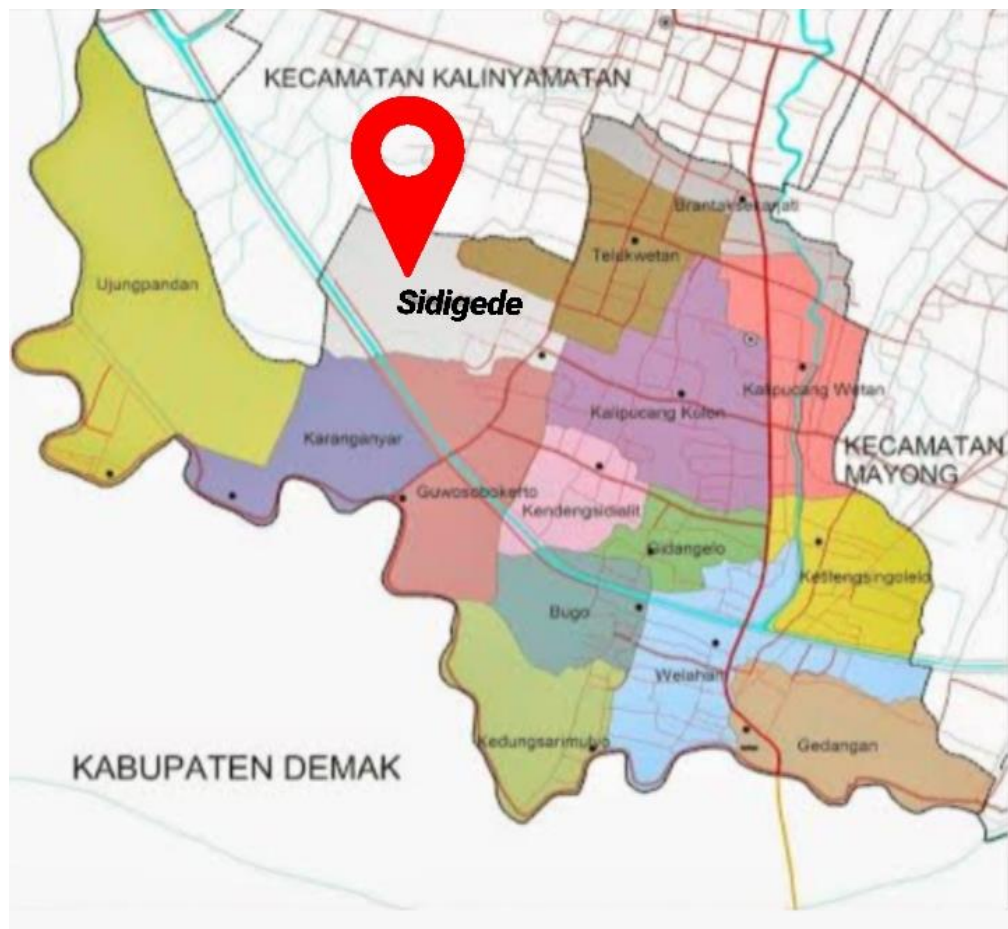 KECAMATAN KALINYAMATAN
Brantaksekarjati
Telukwetan
Ujungpandan
Sidigede
Kalipucang Wetan
Kalipucang Kulon
Karanganyar
KECAMATAN
MAYONG
Guwosobokerto
Kendengsidialit
Gidangelo
Ketilengsingolelo
Bugo
Welahan
Kedungsarimulyo
Gedangan
KABUPATEN DEMAK